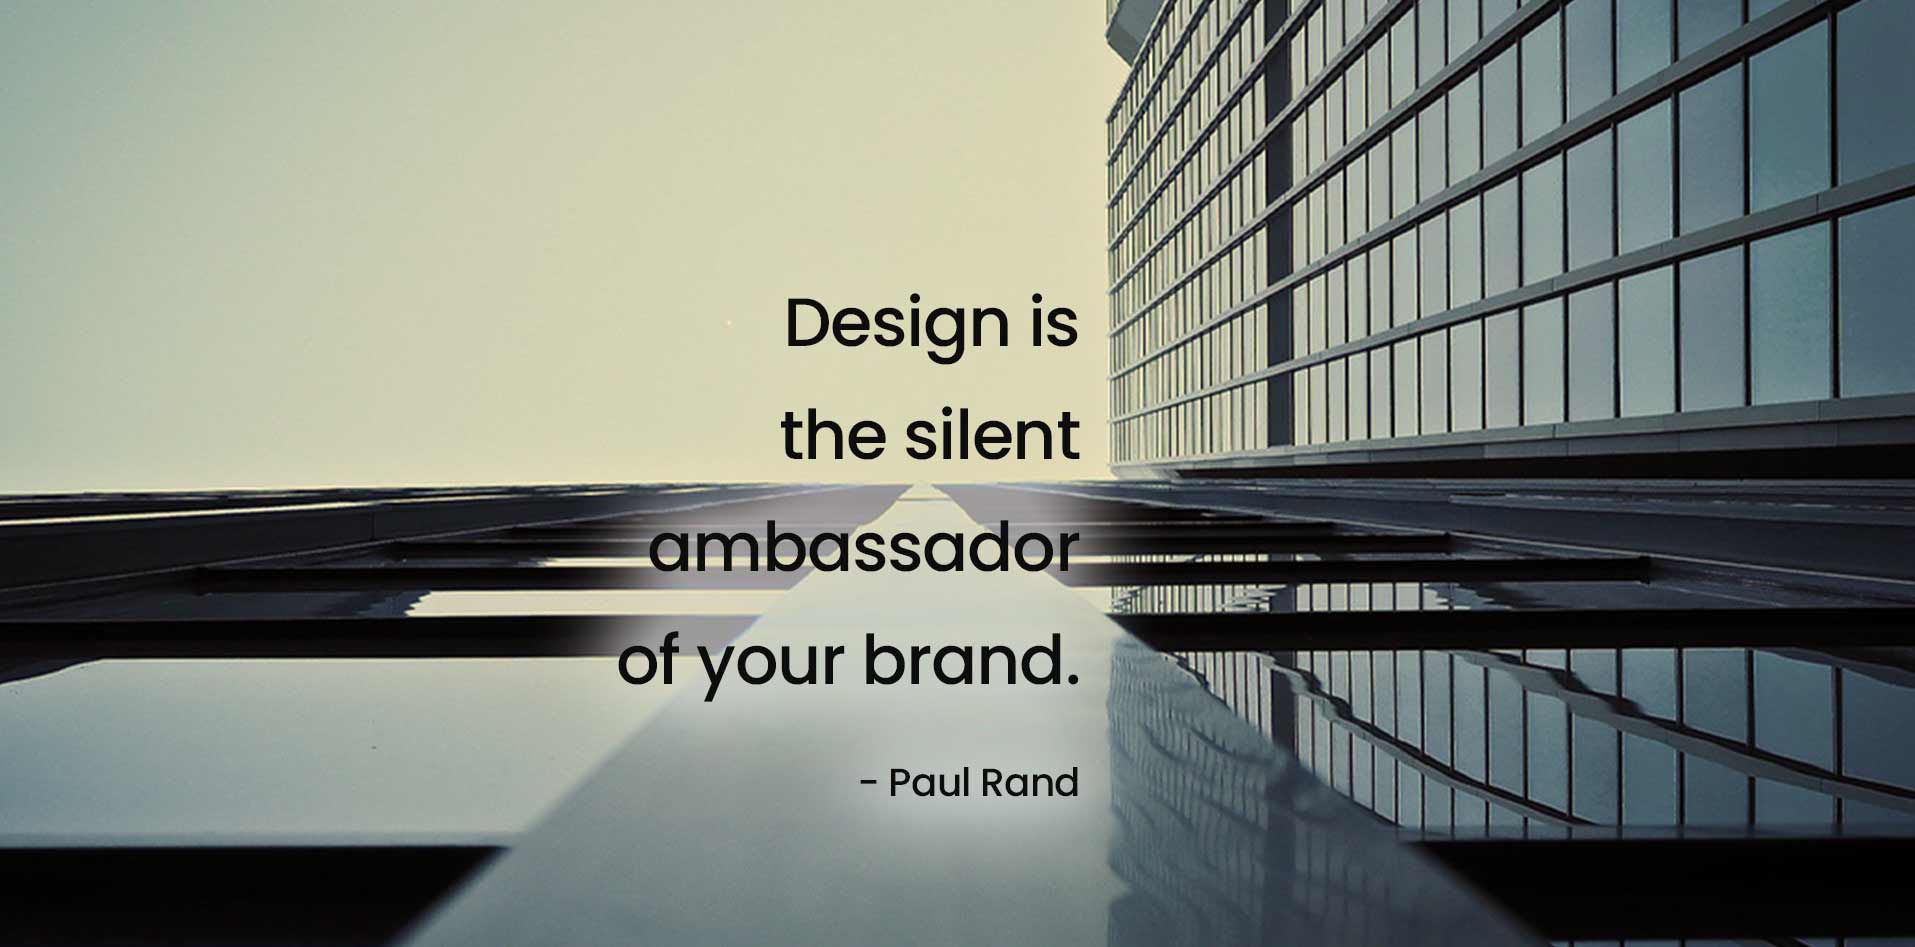 Design is
the silent
ambassador
of your brand.
- Paul Rand